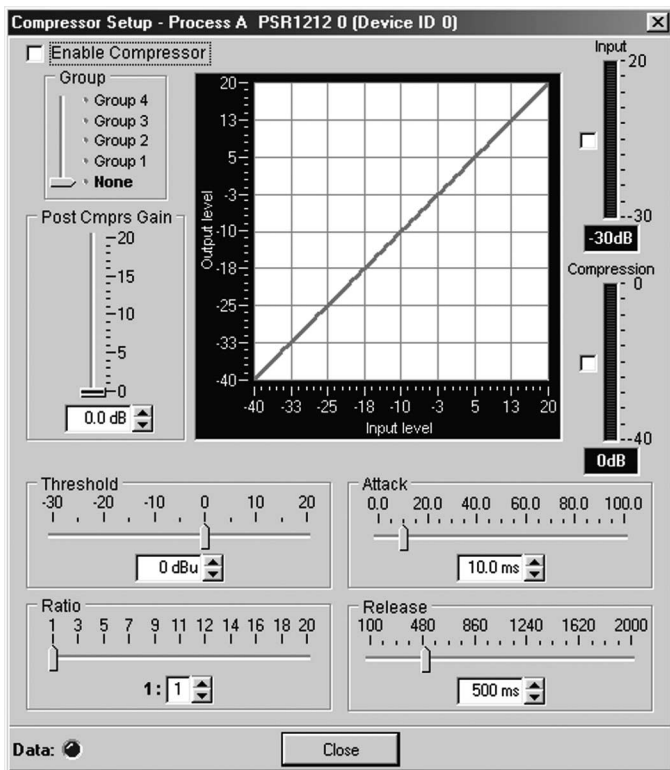 Compressor Setup - Process A PSR1212 0 (Device ID 0)
Enable Compressor
Group
Group 4
Group 3
Group 2
Group 1
None
Post Cmprs Gain
20
15
10
5
0
0.0 dB
Output level
20
13
5
-3
-10
-18
-25
-33
-40
-40 -33 -25 -18 -10 -3 5 13 20
Input level
Input
20
-30
-30dB
Compression
0
-40
0dB
Threshold
-30 -20 -10 0 10 20
0 dBu
Attack
0.0 20.0 40.0 60.0 80.0 100.0
10.0 ms
Ratio
1 3 5 7 9 11 12 14 16 18 20
1 : 1
Release
100 480 860 1240 1620 2000
500 ms
Data:
Close